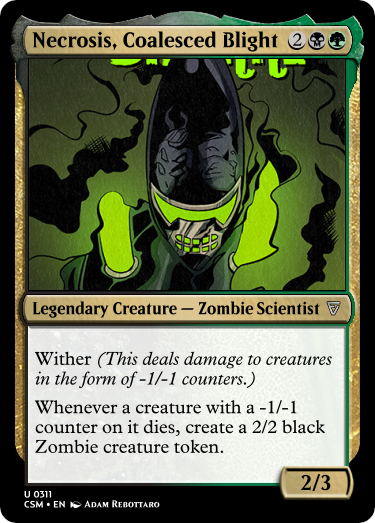 Necrosis, Coalesced Blight 2
Legendary Creature — Zombie Scientist
Wither (This deals damage to creatures
in the form of -1/-1 counters.)
Whenever a creature with a -1/-1
counter on it dies, create a 2/2 black
Zombie creature token.
2/3
U 0311
CSM • EN Adam Rebottaro